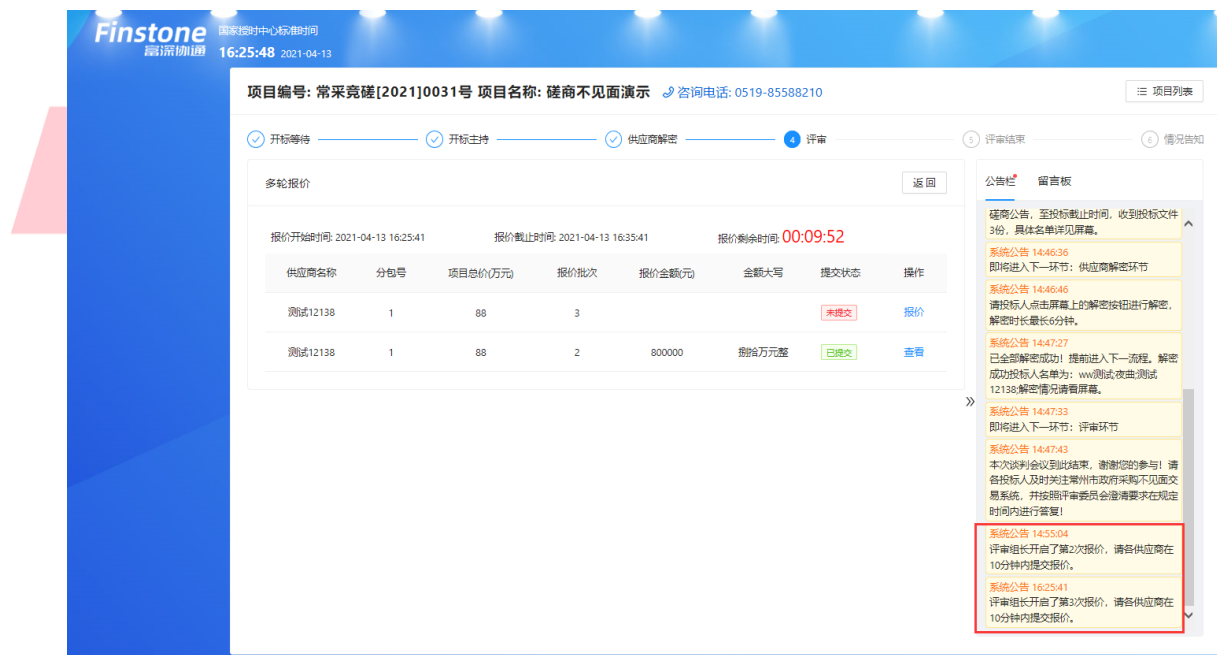 Finstone
富深协通
国家授时中心标准时间
16:25:48 2021-04-13
项目编号: 常采竞磋[2021]0031号 项目名称: 磋商不见面演示 咨询电话: 0519-85588210
项目列表
开标等待
开标主持
供应商解密
4 评审
5 评审结束
6 情况告知
多轮报价
返 回
报价开始时间: 2021-04-13 16:25:41 报价截止时间: 2021-04-13 16:35:41 报价剩余时间: 00:09:52
供应商名称 分包号 项目总价(万元) 报价批次 报价金额(元) 金额大写 提交状态 操作
测试12138 1 88 3 未提交 报价
测试12138 1 88 2 800000 捌拾万元整 已提交 查看
公告栏 留言板
磋商公告，至投标截止时间，收到投标文件
3份，具体名单详见屏幕。
系统公告 14:46:36
即将进入下一环节：供应商解密环节
系统公告 14:46:46
请投标人点击屏幕上的解密按钮进行解密，
解密时长最长6分钟。
系统公告 14:47:27
已全部解密成功！提前进入下一流程。解密
成功投标人名单为：ww测试;夜曲;测试
12138;解密情况请看屏幕。
系统公告 14:47:33
即将进入下一环节：评审环节
系统公告 14:47:43
本次谈判会议到此结束，谢谢您的参与！请
各投标人及时关注常州市政府采购不见面交
易系统，并按照评审委员会澄清要求在规定
时间内进行答复！
系统公告 14:55:04
评审组长开启了第2次报价，请各供应商在
10分钟内提交报价。
系统公告 16:25:41
评审组长开启了第3次报价，请各供应商在
10分钟内提交报价。